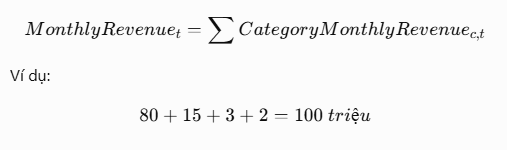 MonthlyRevenue_t = ∑ CategoryMonthlyRevenue_{c,t}
Ví dụ:
80 + 15 + 3 + 2 = 100 triệu